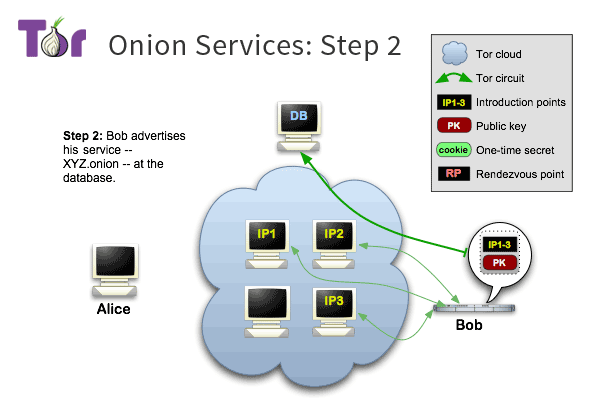 Tor
Onion Services: Step 2
Tor cloud
Tor circuit
IP1-3 Introduction points
PK Public key
cookie One-time secret
RP Rendezvous point
Step 2: Bob advertises
his service --
XYZ.onion -- at the
database.
DB
IP1
IP2
IP3
IP1-3
PK
Alice
Bob